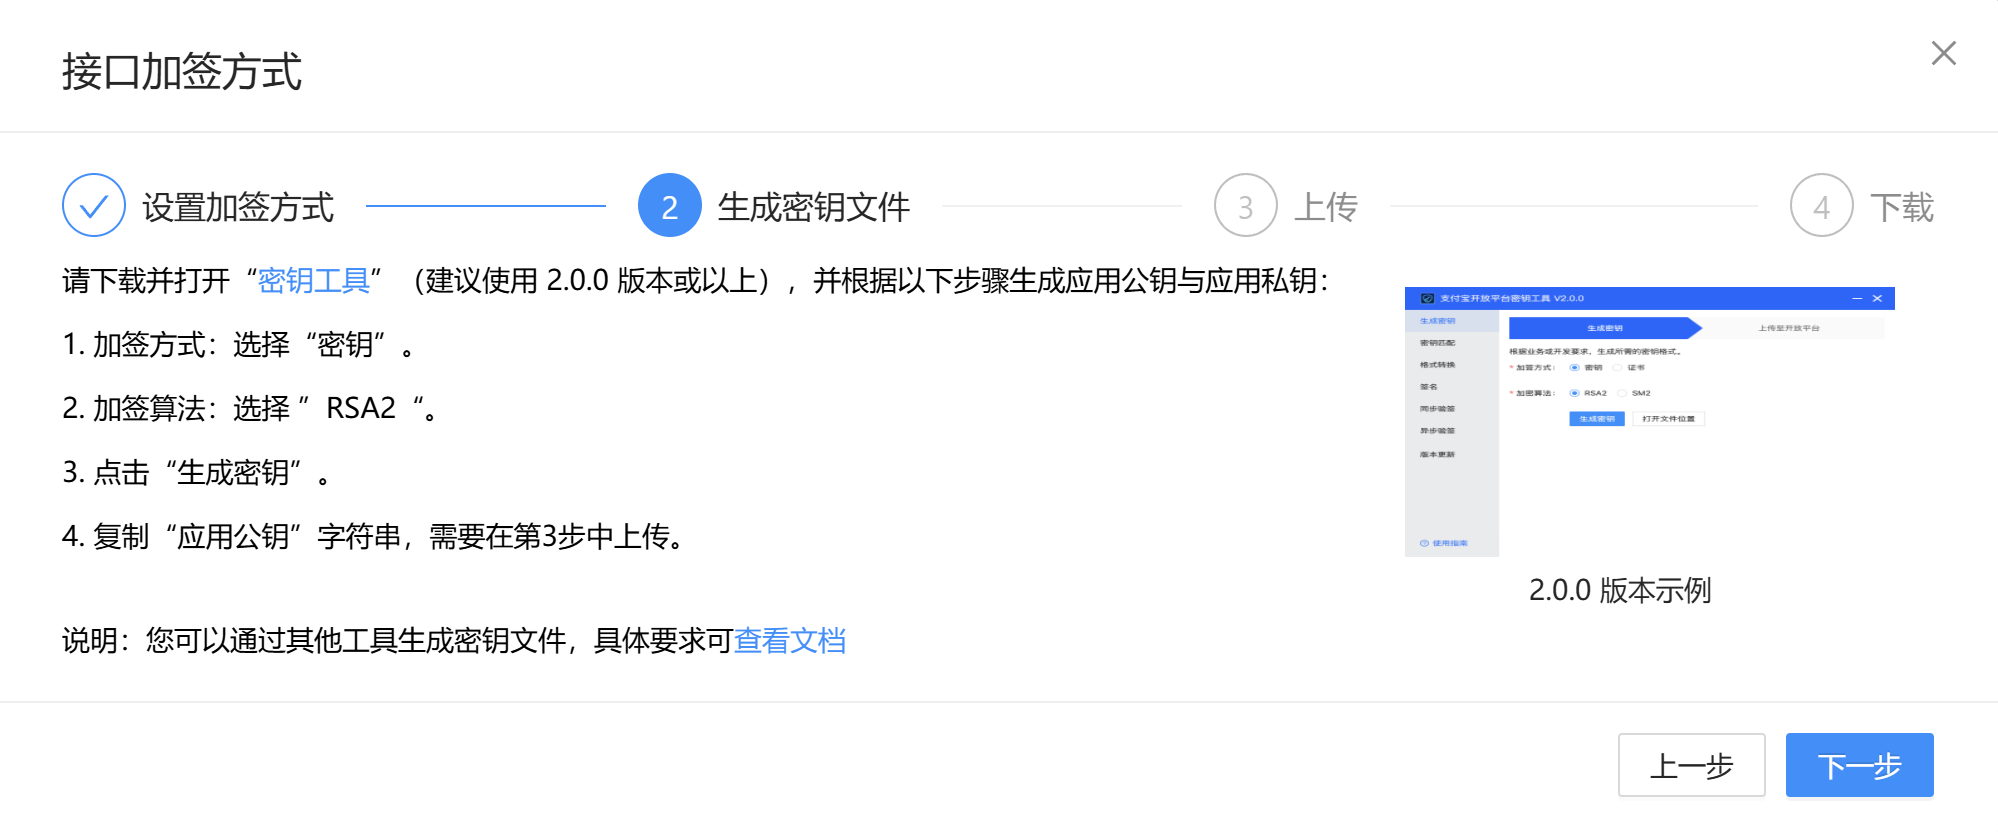 接口加签方式
设置加签方式
2 生成密钥文件
3 上传
4 下载
请下载并打开“密钥工具”（建议使用 2.0.0 版本或以上），并根据以下步骤生成应用公钥与应用私钥：
1. 加签方式：选择“密钥”。
2. 加签算法：选择 ”RSA2“。
3. 点击“生成密钥”。
4. 复制“应用公钥”字符串，需要在第3步中上传。
说明：您可以通过其他工具生成密钥文件，具体要求可查看文档
支付宝开放平台密钥工具 V2.0.0
生成密钥
密钥匹配
格式转换
签名
同步验签
异步验签
版本更新
使用指南
生成密钥
上传至开放平台
根据业务或开发要求，生成所需的密钥格式。
* 加签方式： 密钥 证书
* 加密算法： RSA2 SM2
生成密钥 打开文件位置
2.0.0 版本示例
上一步
下一步